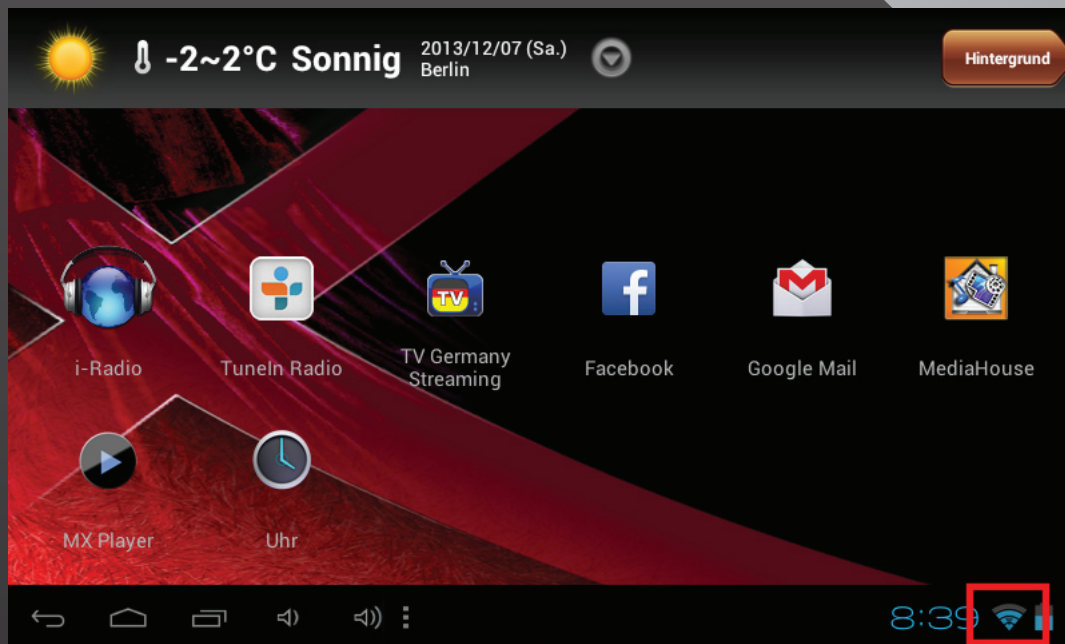 -2~2°C Sonnig
2013/12/07 (Sa.)
Berlin
Hintergrund
TV
f
i-Radio
TuneIn Radio
TV Germany
Streaming
Facebook
Google Mail
MediaHouse
MX Player
Uhr
8:39